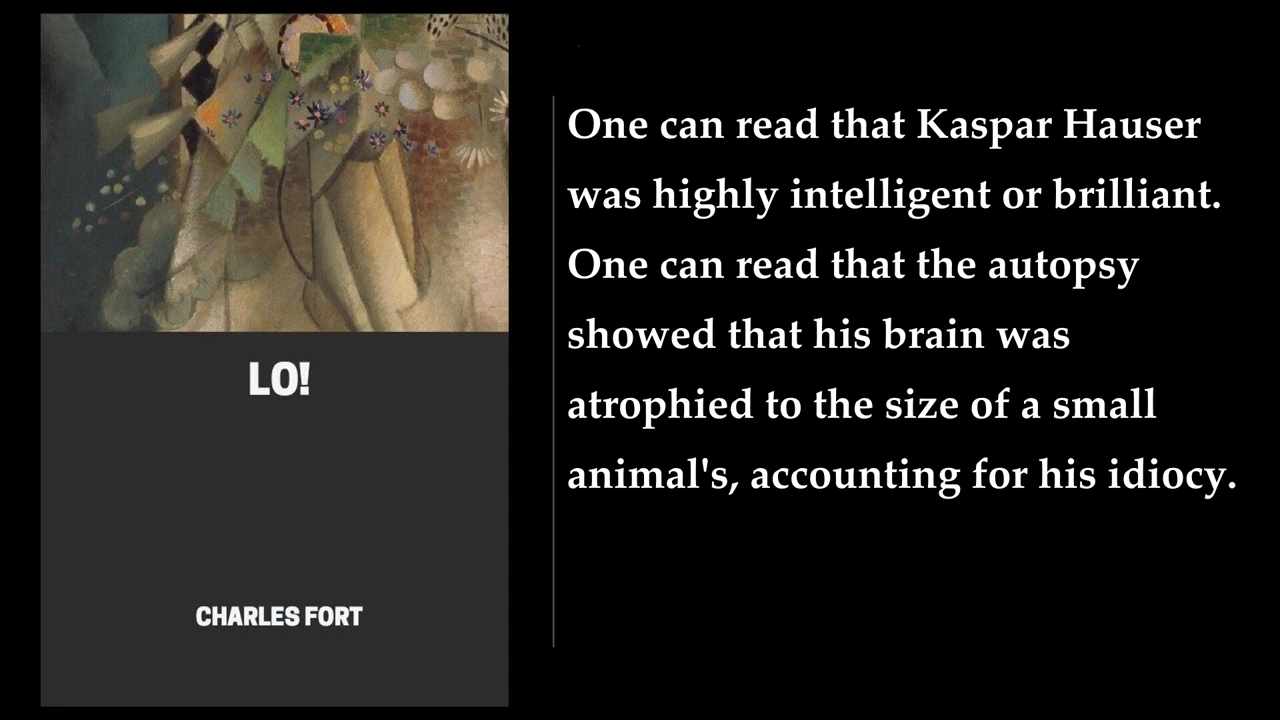 LO!
CHARLES FORT
One can read that Kaspar Hauser
was highly intelligent or brilliant.
One can read that the autopsy
showed that his brain was
atrophied to the size of a small
animal's, accounting for his idiocy.